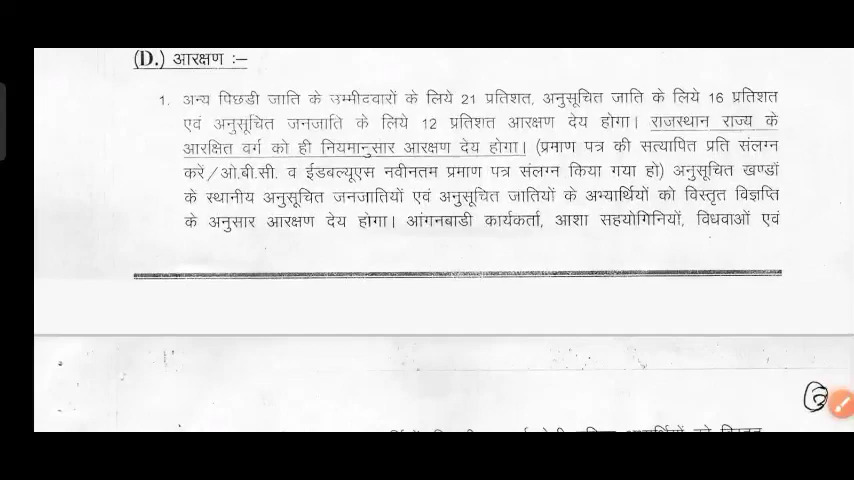 (D.) आरक्षण :–
1. अन्य पिछडी जाति के उम्मीदवारों के लिये 21 प्रतिशत, अनुसूचित जाति के लिये 16 प्रतिशत
एवं अनुसूचित जनजाति के लिये 12 प्रतिशत आरक्षण देय होगा। राजस्थान राज्य के
आरक्षित वर्ग को ही नियमानुसार आरक्षण देय होगा। (प्रमाण पत्र की सत्यापित प्रति संलग्न
करें/ओ.बी.सी. व ईडबल्यूएस नवीनतम प्रमाण पत्र संलग्न किया गया हो) अनुसूचित खण्डों
के स्थानीय अनुसूचित जनजातियों एवं अनुसूचित जातियों के अभ्यार्थियों को विस्तृत विज्ञप्ति
के अनुसार आरक्षण देय होगा। आंगनबाडी कार्यकर्ता, आशा सहयोगिनियों, विधवाओं एवं